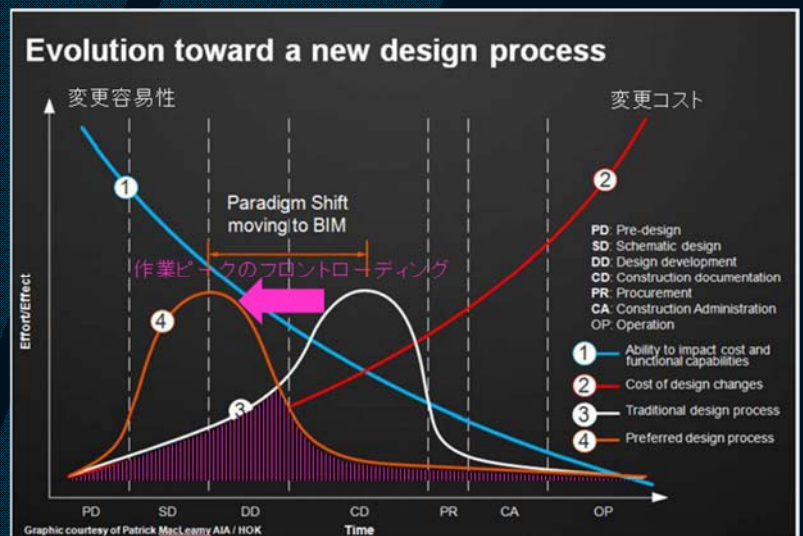 Evolution toward a new design process
変更容易性
変更コスト
1
2
Paradigm Shift
moving to BIM
作業ピークのフロントローディング
4
3
Effort/Effect
PD: Pre-design
SD: Schematic design
DD: Design development
CD: Construction documentation
PR: Procurement
CA: Construction Administration
OP: Operation
1 Ability to impact cost and
functional capabilities
2 Cost of design changes
3 Traditional design process
4 Preferred design process
PD SD DD CD PR CA OP
Graphic courtesy of Patrick MacLeamy AIA / HOK
Time